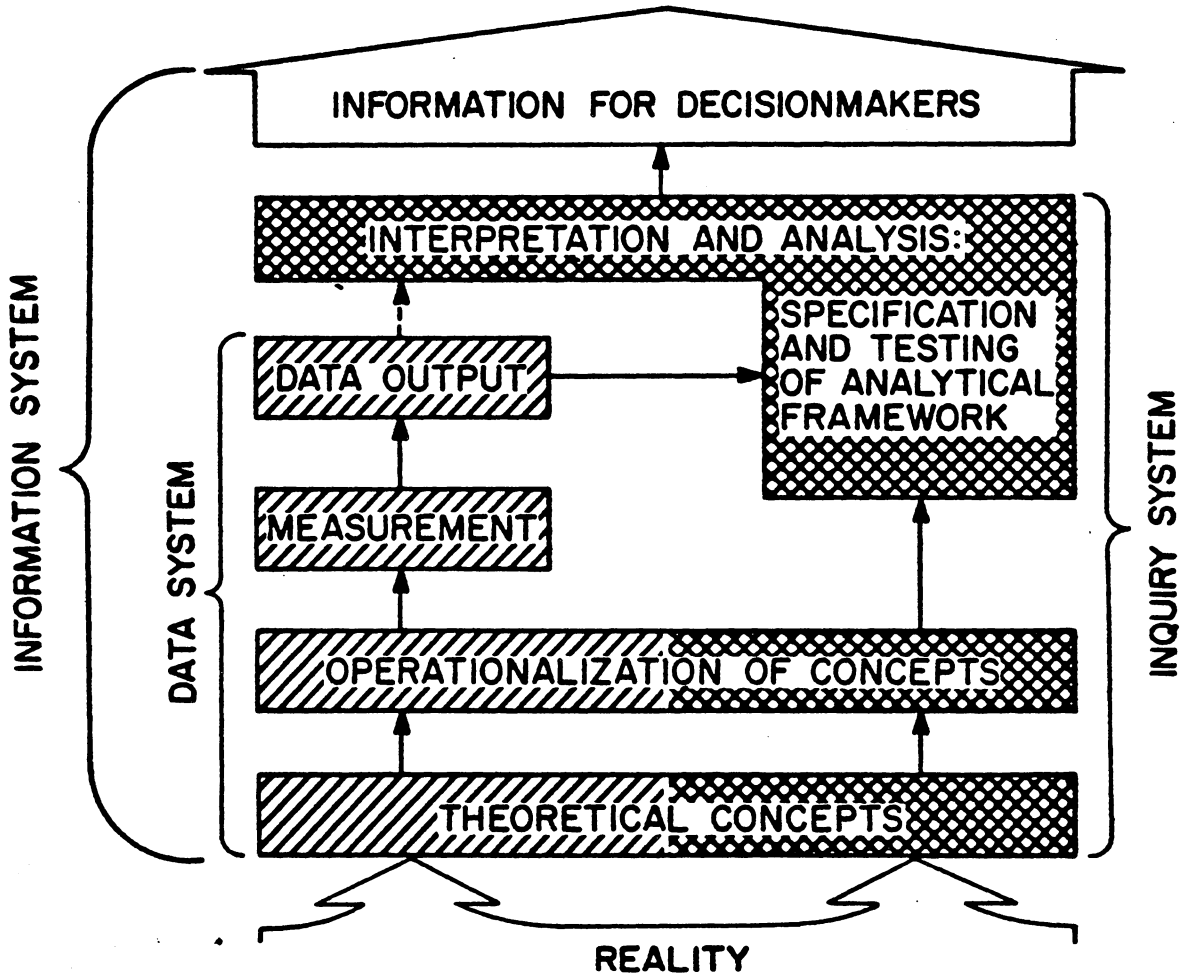 INFORMATION FOR DECISIONMAKERS
INTERPRETATION AND ANALYSIS:
SPECIFICATION
AND TESTING
OF ANALYTICAL
FRAMEWORK
DATA OUTPUT
MEASUREMENT
OPERATIONALIZATION OF CONCEPTS
THEORETICAL CONCEPTS
REALITY
INFORMATION SYSTEM
DATA SYSTEM
INQUIRY SYSTEM